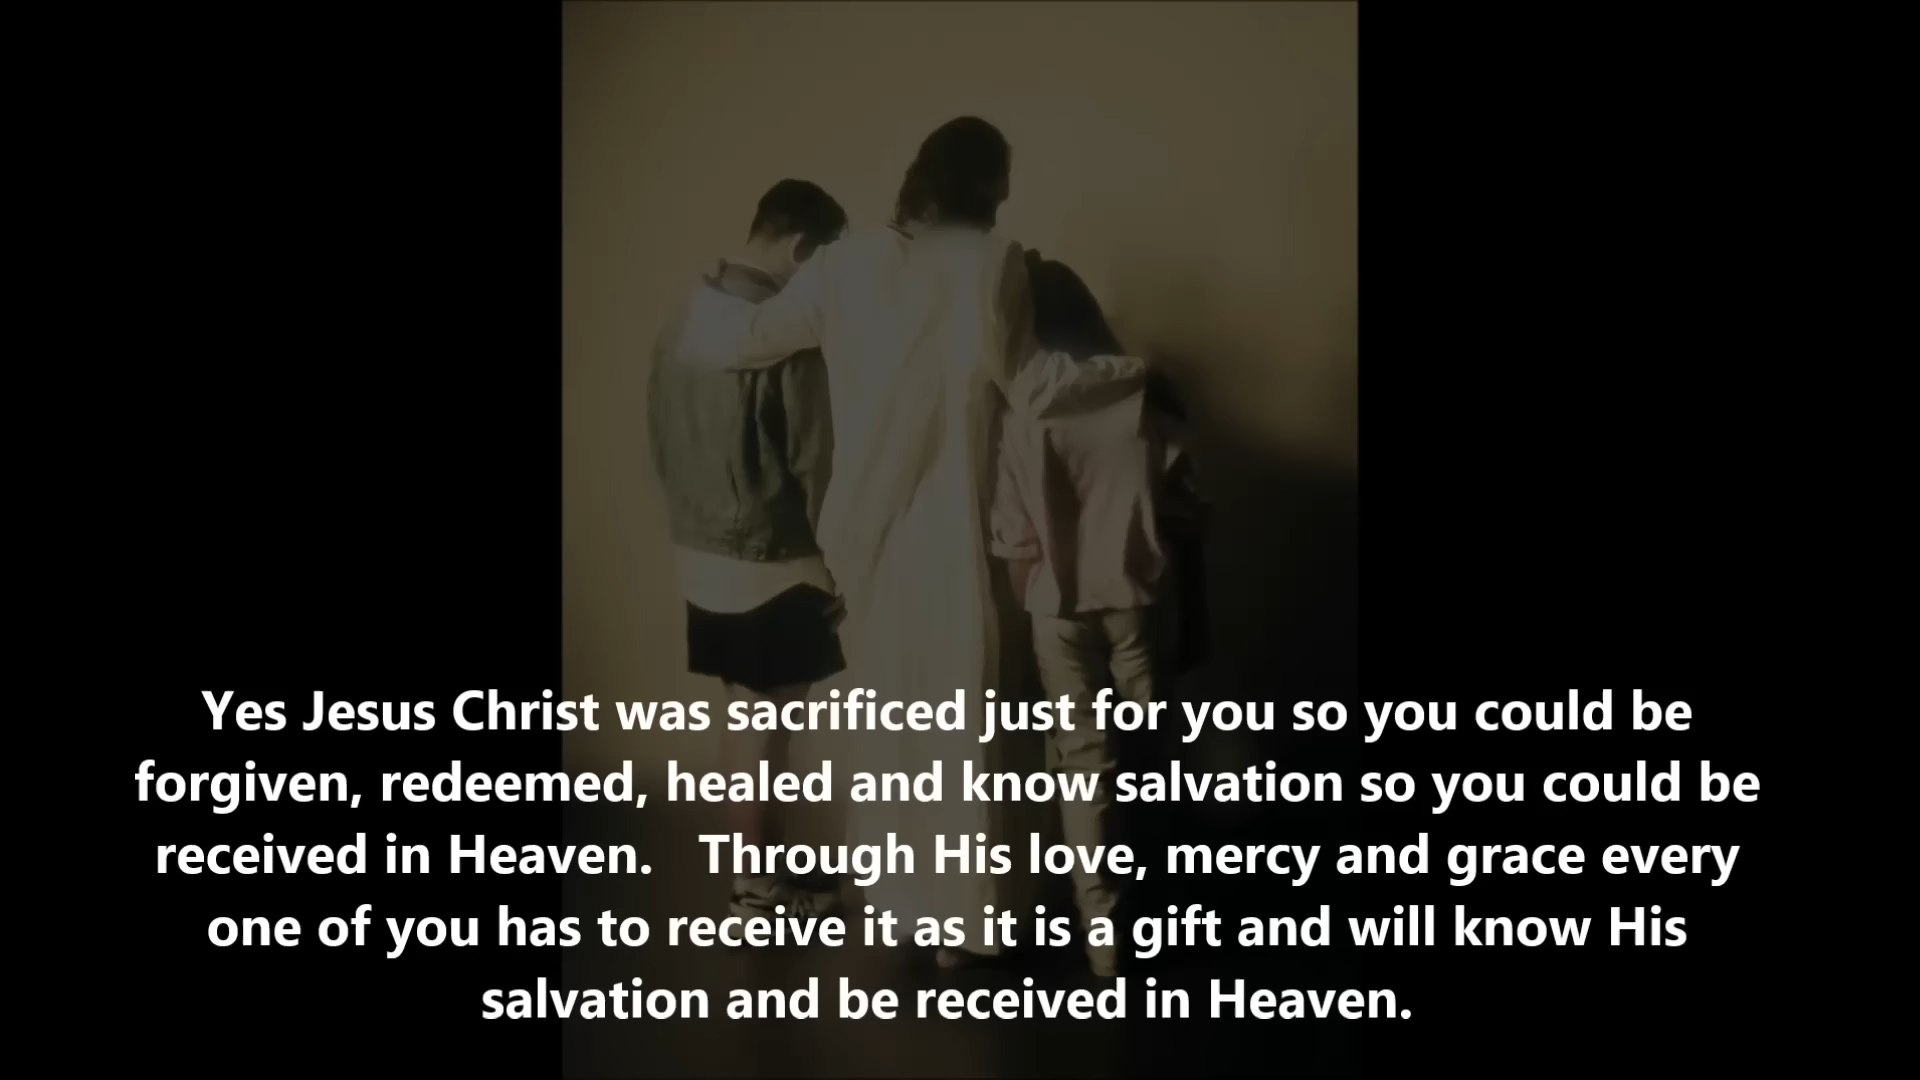 Yes Jesus Christ was sacrificed just for you so you could be
forgiven, redeemed, healed and know salvation so you could be
received in Heaven.   Through His love, mercy and grace every
one of you has to receive it as it is a gift and will know His
salvation and be received in Heaven.